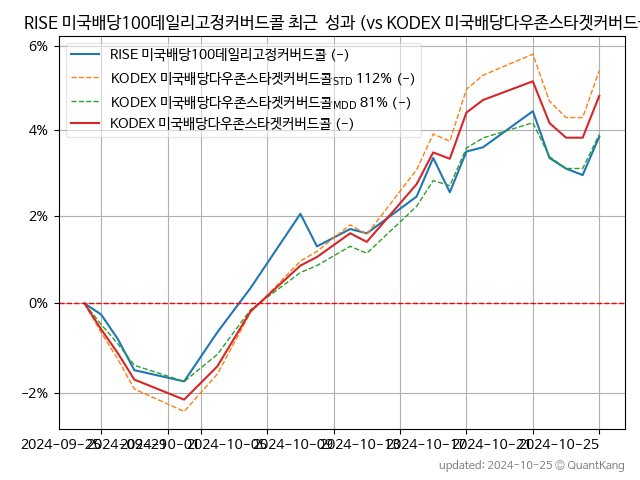 RISE 미국배당100데일리고정커버드콜 최근 성과 (vs KODEX 미국배당다우존스타겟커버드
RISE 미국배당100데일리고정커버드콜 (-)
KODEX 미국배당다우존스타겟커버드콜STD 112% (-)
KODEX 미국배당다우존스타겟커버드콜MDD 81% (-)
KODEX 미국배당다우존스타겟커버드콜 (-)
6%
4%
2%
0%
-2%
2024-09-25 2024-09-29 2024-10-01 2024-10-05 2024-10-09 2024-10-13 2024-10-17 2024-10-21 2024-10-25
updated: 2024-10-25 © QuantKang